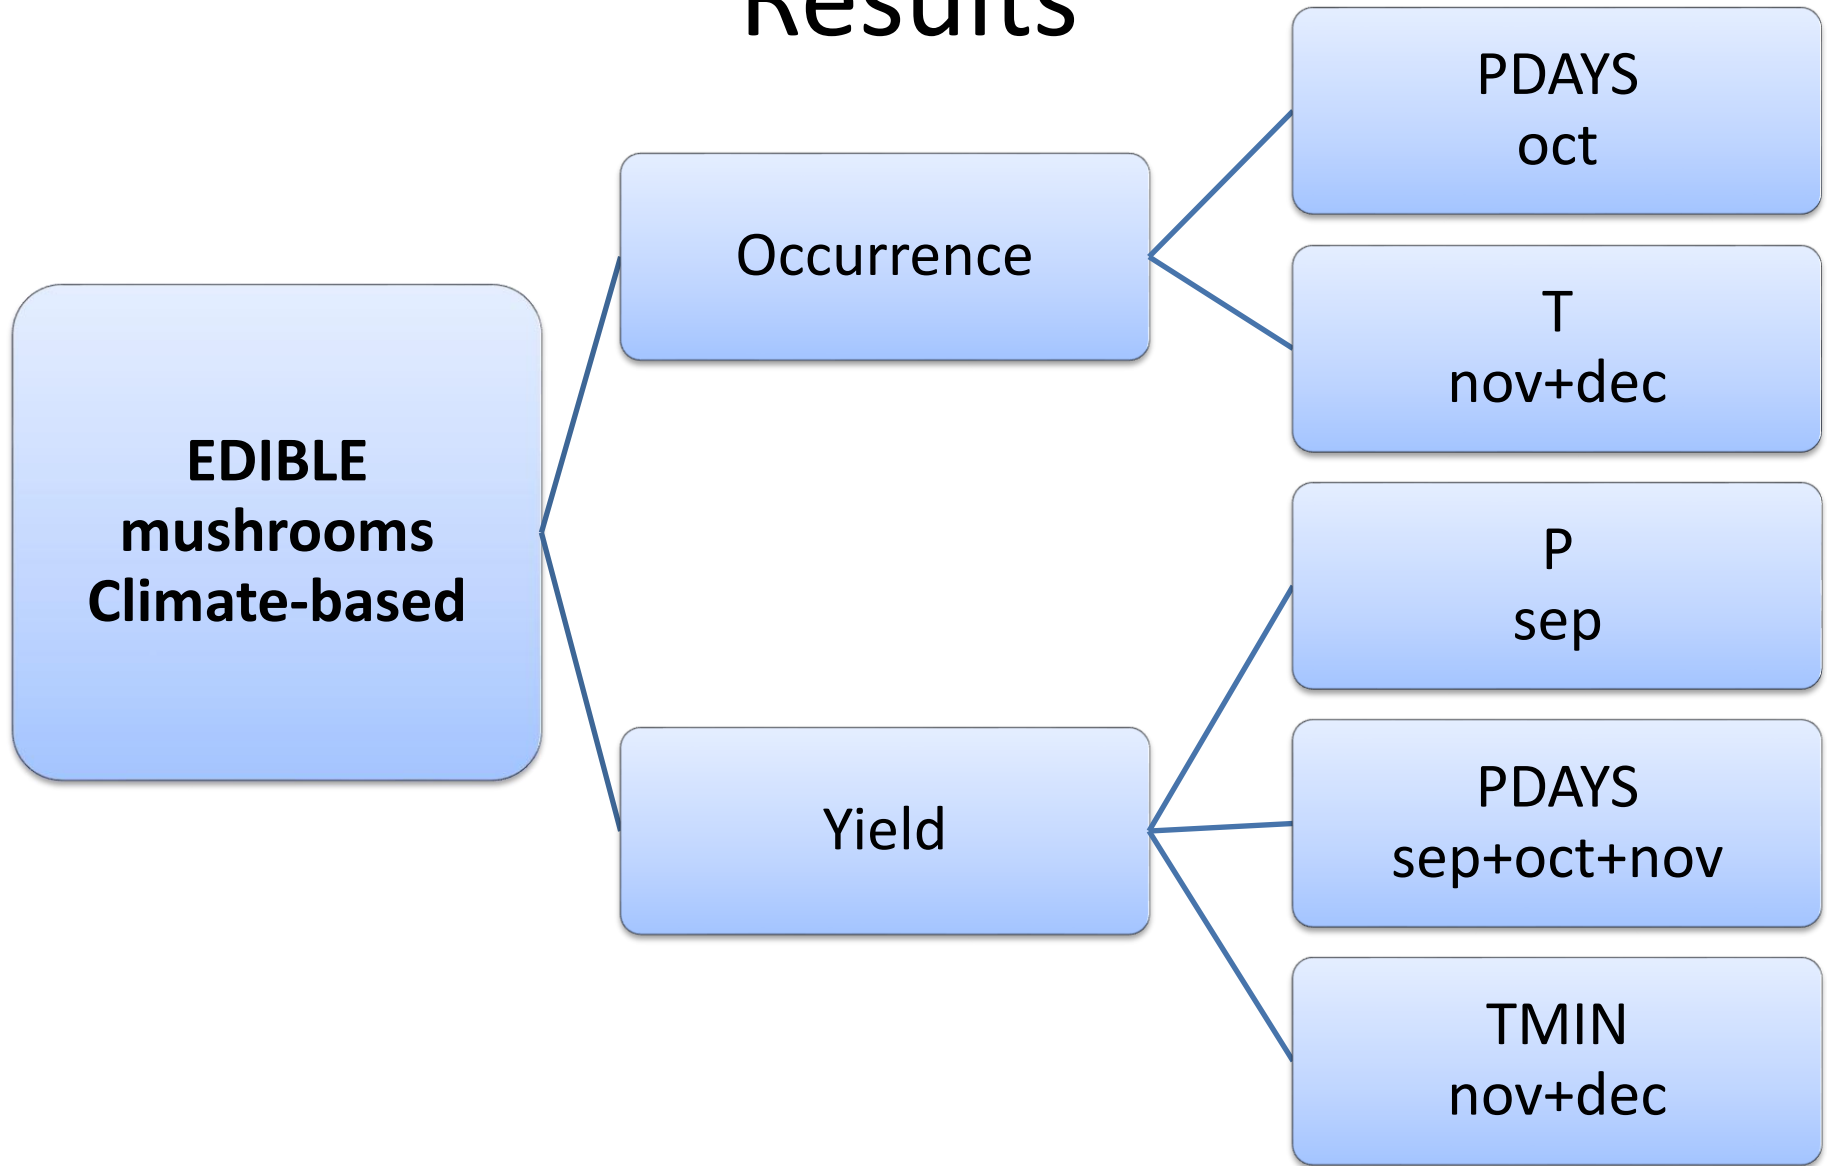 Results
EDIBLE
mushrooms
Climate-based
Occurrence
PDAYS
oct
T
nov+dec
Yield
P
sep
PDAYS
sep+oct+nov
TMIN
nov+dec